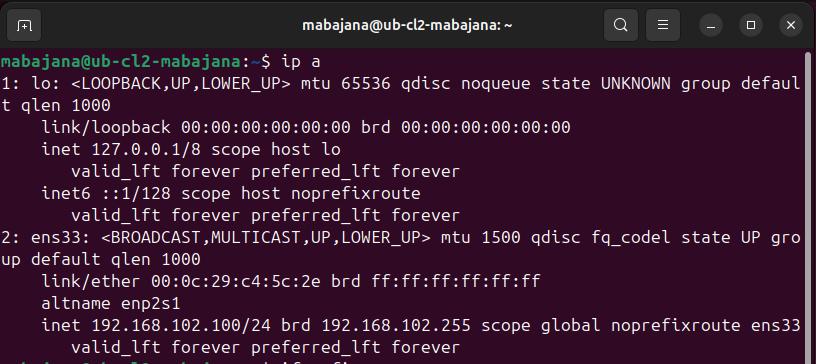 mabajana@ub-cl2-mabajana: ~
mabajana@ub-cl2-mabajana:~$ ip a
1: lo: <LOOPBACK,UP,LOWER_UP> mtu 65536 qdisc noqueue state UNKNOWN group defaul
t qlen 1000
    link/loopback 00:00:00:00:00:00 brd 00:00:00:00:00:00
    inet 127.0.0.1/8 scope host lo
       valid_lft forever preferred_lft forever
    inet6 ::1/128 scope host noprefixroute
       valid_lft forever preferred_lft forever
2: ens33: <BROADCAST,MULTICAST,UP,LOWER_UP> mtu 1500 qdisc fq_codel state UP gro
up default qlen 1000
    link/ether 00:0c:29:c4:5c:2e brd ff:ff:ff:ff:ff:ff
    altname enp2s1
    inet 192.168.102.100/24 brd 192.168.102.255 scope global noprefixroute ens33
       valid_lft forever preferred_lft forever